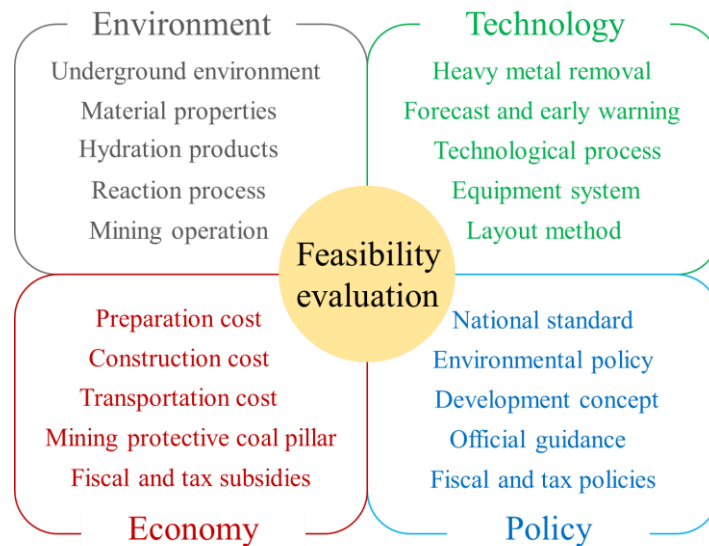 Environment
Underground environment
Material properties
Hydration products
Reaction process
Mining operation
Technology
Heavy metal removal
Forecast and early warning
Technological process
Equipment system
Layout method
Feasibility
evaluation
Preparation cost
Construction cost
Transportation cost
Mining protective coal pillar
Fiscal and tax subsidies
Economy
National standard
Environmental policy
Development concept
Official guidance
Fiscal and tax policies
Policy